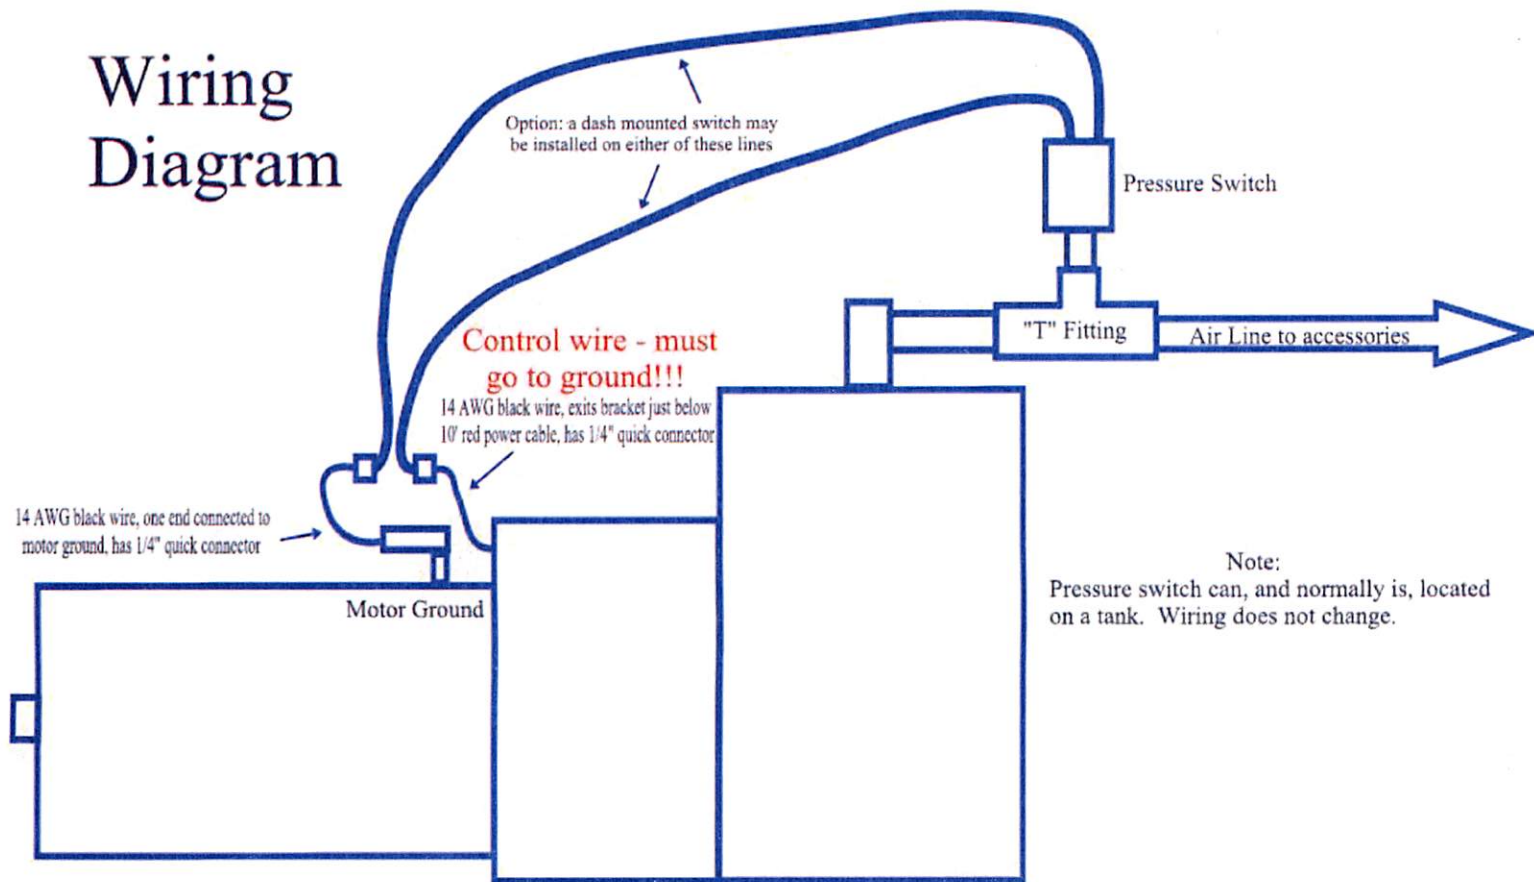 Wiring
Diagram
Option: a dash mounted switch may
be installed on either of these lines
Pressure Switch
"T" Fitting
Air Line to accessories
Control wire - must
go to ground!!!
14 AWG black wire, exits bracket just below
10' red power cable, has 1/4" quick connector
14 AWG black wire, one end connected to
motor ground, has 1/4" quick connector
Motor Ground
Note:
Pressure switch can, and normally is, located
on a tank. Wiring does not change.